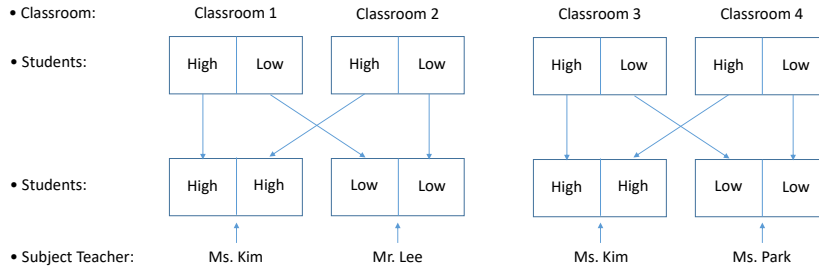 • Classroom: Classroom 1 Classroom 2 Classroom 3 Classroom 4
• Students: High Low High Low High Low High Low
• Students: High High Low Low High High Low Low
• Subject Teacher: Ms. Kim Mr. Lee Ms. Kim Ms. Park